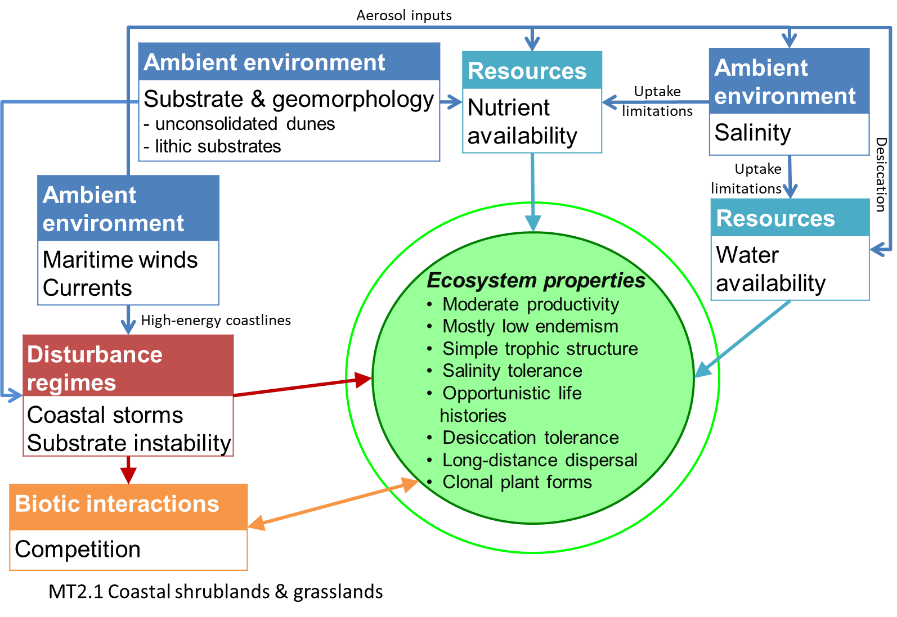 Aerosol inputs
Ambient environment
Substrate & geomorphology
- unconsolidated dunes
- lithic substrates
Resources
Nutrient
availability
Uptake
limitations
Ambient
environment
Salinity
Desiccation
Uptake
limitations
Resources
Water
availability
Ambient
environment
Maritime winds
Currents
High-energy coastlines
Disturbance
regimes
Coastal storms
Substrate instability
Biotic interactions
Competition
Ecosystem properties
• Moderate productivity
• Mostly low endemism
• Simple trophic structure
• Salinity tolerance
• Opportunistic life
histories
• Desiccation tolerance
• Long-distance dispersal
• Clonal plant forms
MT2.1 Coastal shrublands & grasslands